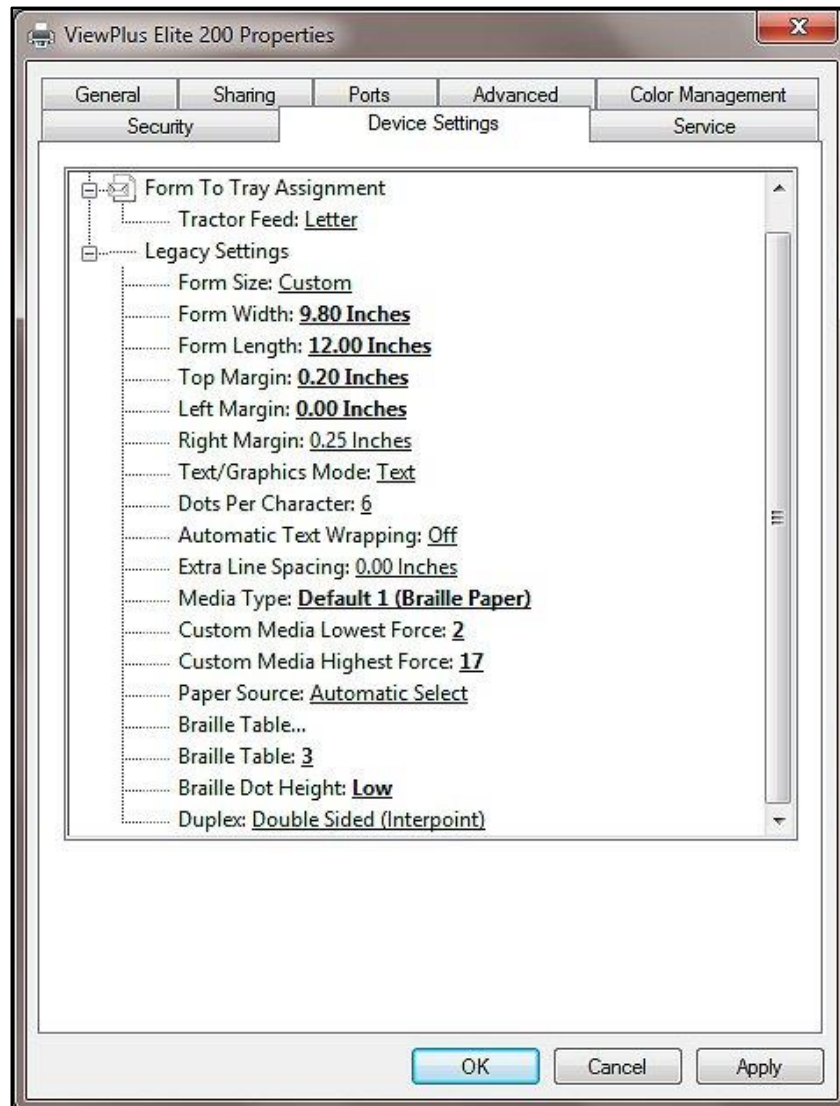 ViewPlus Elite 200 Properties
General Sharing Ports Advanced Color Management
Security Device Settings Service
Form To Tray Assignment
Tractor Feed: Letter
Legacy Settings
Form Size: Custom
Form Width: 9.80 Inches
Form Length: 12.00 Inches
Top Margin: 0.20 Inches
Left Margin: 0.00 Inches
Right Margin: 0.25 Inches
Text/Graphics Mode: Text
Dots Per Character: 6
Automatic Text Wrapping: Off
Extra Line Spacing: 0.00 Inches
Media Type: Default 1 (Braille Paper)
Custom Media Lowest Force: 2
Custom Media Highest Force: 17
Paper Source: Automatic Select
Braille Table...
Braille Table: 3
Braille Dot Height: Low
Duplex: Double Sided (Interpoint)
OK Cancel Apply